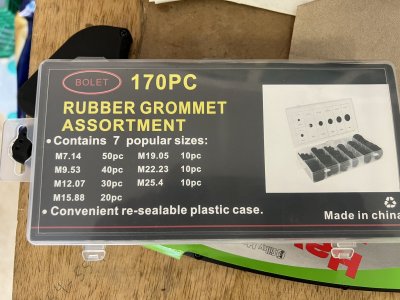 BOLET 170PC
RUBBER GROMMET
ASSORTMENT
• Contains 7 popular sizes:
M7.14 50pc M19.05 10pc
M9.53 40pc M22.23 10pc
M12.07 30pc M25.4 10pc
M15.88 20pc
• Convenient re-sealable plastic case.
Made in china